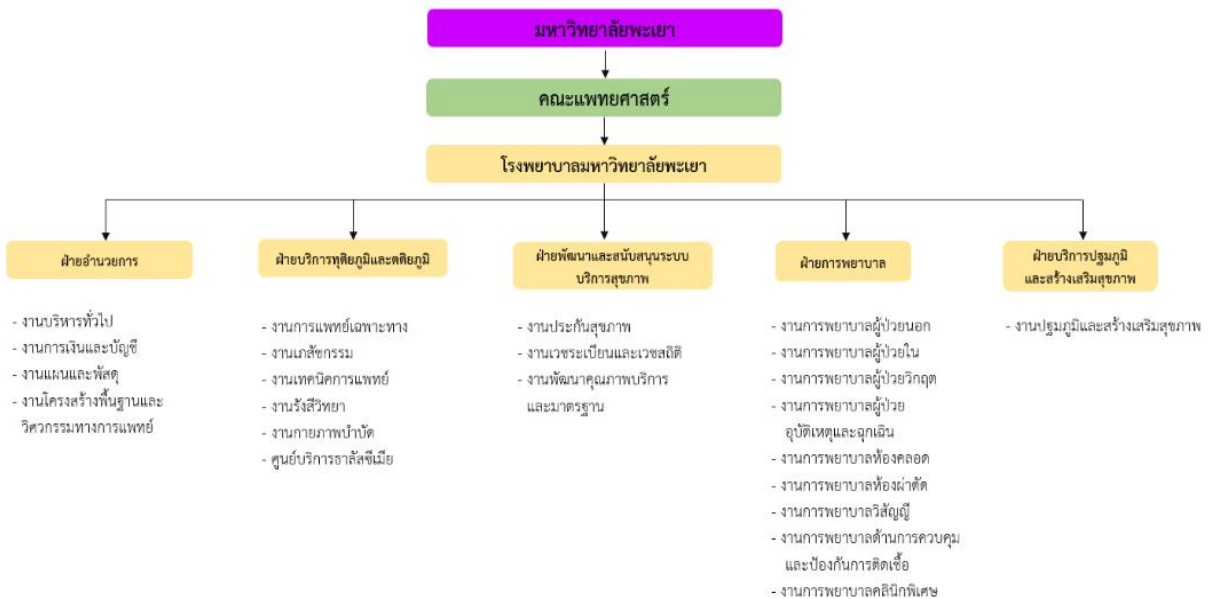 มหาวิทยาลัยพะเยา
คณะแพทยศาสตร์
โรงพยาบาลมหาวิทยาลัยพะเยา
ฝ่ายอำนวยการ
- งานบริหารทั่วไป
- งานการเงินและบัญชี
- งานแผนและพัสดุ
- งานโครงสร้างพื้นฐานและ
วิศวกรรมทางการแพทย์
ฝ่ายบริการทุติยภูมิและตติยภูมิ
- งานการแพทย์เฉพาะทาง
- งานเภสัชกรรม
- งานเทคนิคการแพทย์
- งานรังสีวิทยา
- งานกายภาพบำบัด
- ศูนย์บริการธาลัสซีเมีย
ฝ่ายพัฒนาและสนับสนุนระบบ
บริการสุขภาพ
- งานประกันสุขภาพ
- งานเวชระเบียนและเวชสถิติ
- งานพัฒนาคุณภาพบริการ
และมาตรฐาน
ฝ่ายการพยาบาล
- งานการพยาบาลผู้ป่วยนอก
- งานการพยาบาลผู้ป่วยใน
- งานการพยาบาลผู้ป่วยวิกฤต
- งานการพยาบาลผู้ป่วย
อุบัติเหตุและฉุกเฉิน
- งานการพยาบาลห้องคลอด
- งานการพยาบาลห้องผ่าตัด
- งานการพยาบาลวิสัญญี
- งานการพยาบาลด้านการควบคุม
และป้องกันการติดเชื้อ
- งานการพยาบาลคลินิกพิเศษ
ฝ่ายบริการปฐมภูมิ
และสร้างเสริมสุขภาพ
- งานปฐมภูมิและสร้างเสริมสุขภาพ